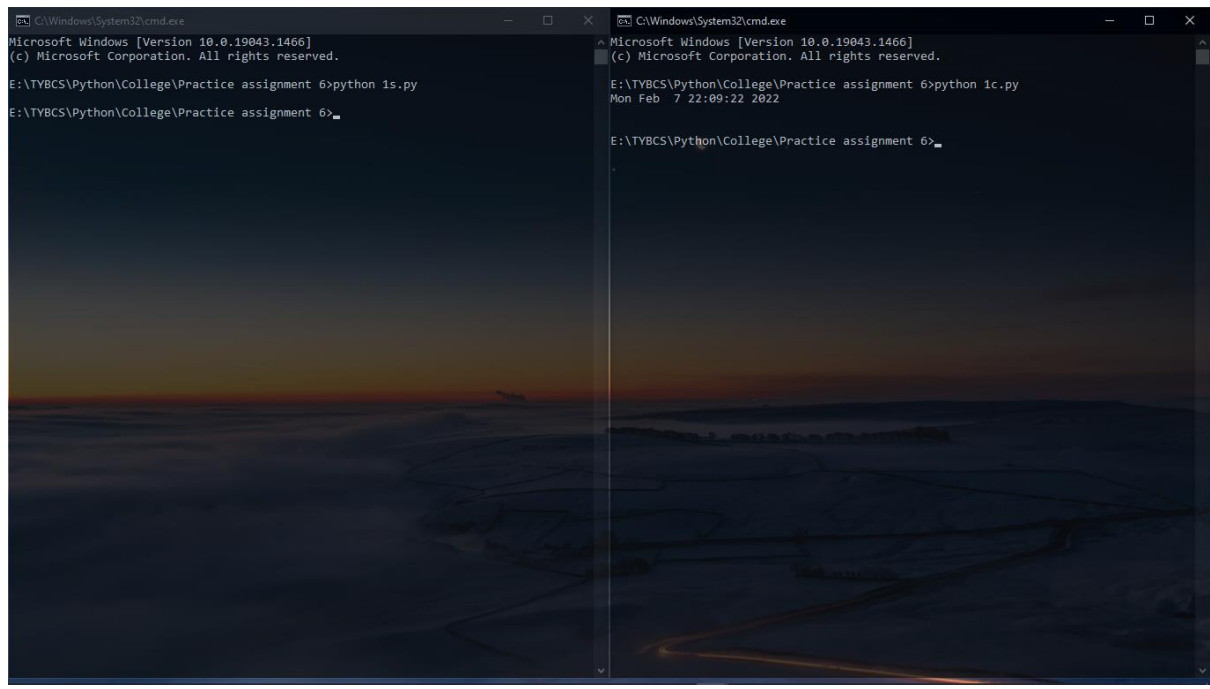 C:\Windows\System32\cmd.exe
Microsoft Windows [Version 10.0.19043.1466]
(c) Microsoft Corporation. All rights reserved.
E:\TYBCS\Python\College\Practice assignment 6>python 1s.py
E:\TYBCS\Python\College\Practice assignment 6>
C:\Windows\System32\cmd.exe
Microsoft Windows [Version 10.0.19043.1466]
(c) Microsoft Corporation. All rights reserved.
E:\TYBCS\Python\College\Practice assignment 6>python 1c.py
Mon Feb  7 22:09:22 2022
E:\TYBCS\Python\College\Practice assignment 6>